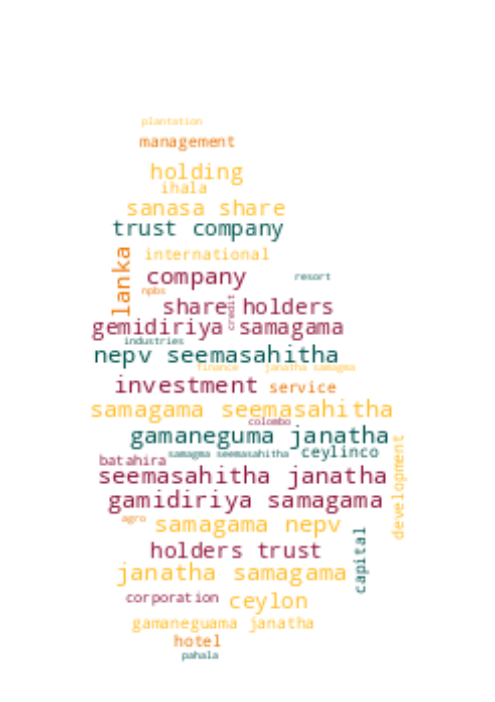 plantation
management
holding
ihala
sanasa share
trust company
international
lanka
company
resort
npbs
share holders
credit
gemidiriya samagama
industries
nepv seemasahitha
finance
janatha samagma
investment
service
samagama seemasahitha
colombo
gamaneguma janatha
samagma seemasahitha
ceylinco
batahira
development
seemasahitha janatha
gamidiriya samagama
agro
samagama nepv
capital
holders trust
janatha samagama
corporation
ceylon
gamaneguama janatha
hotel
pahala